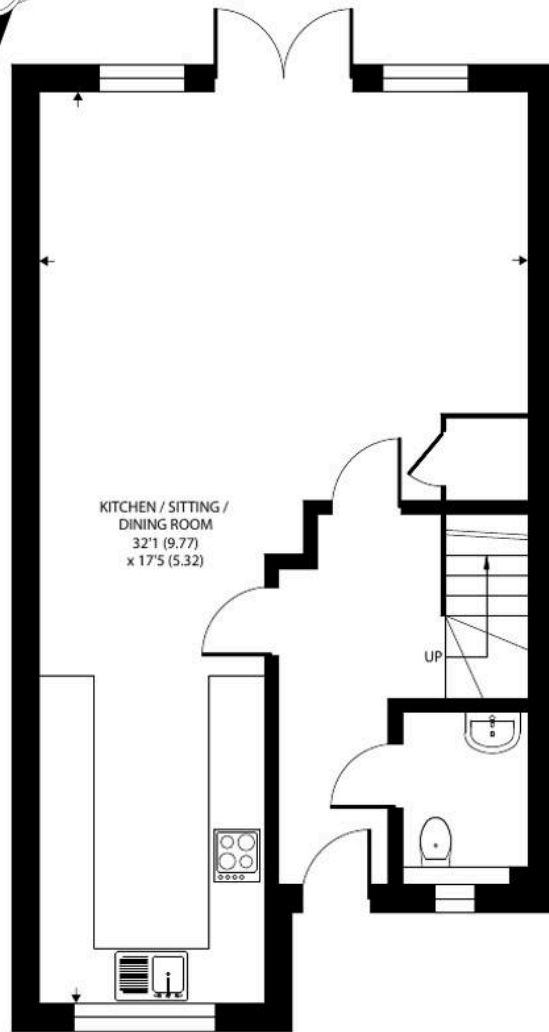 KITCHEN / SITTING /
DINING ROOM
32'1 (9.77)
x 17'5 (5.32)
UP